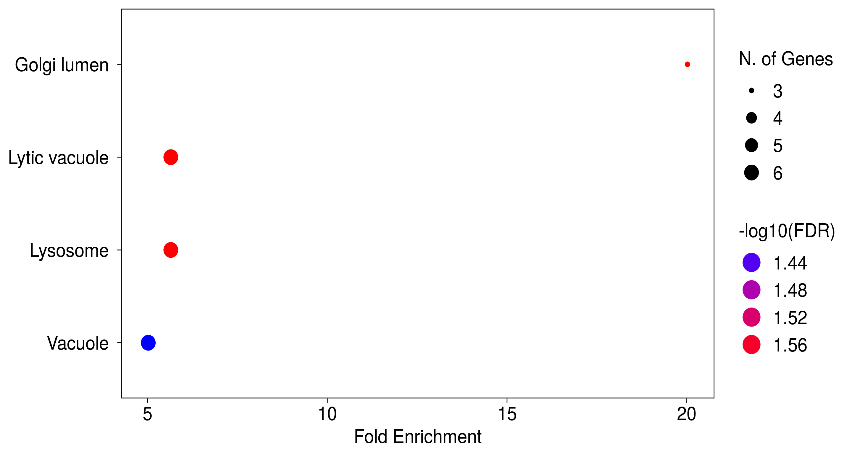 Golgi lumen
Lytic vacuole
Lysosome
Vacuole
5 10 15 20
Fold Enrichment
N. of Genes
3
4
5
6
-log10(FDR)
1.44
1.48
1.52
1.56